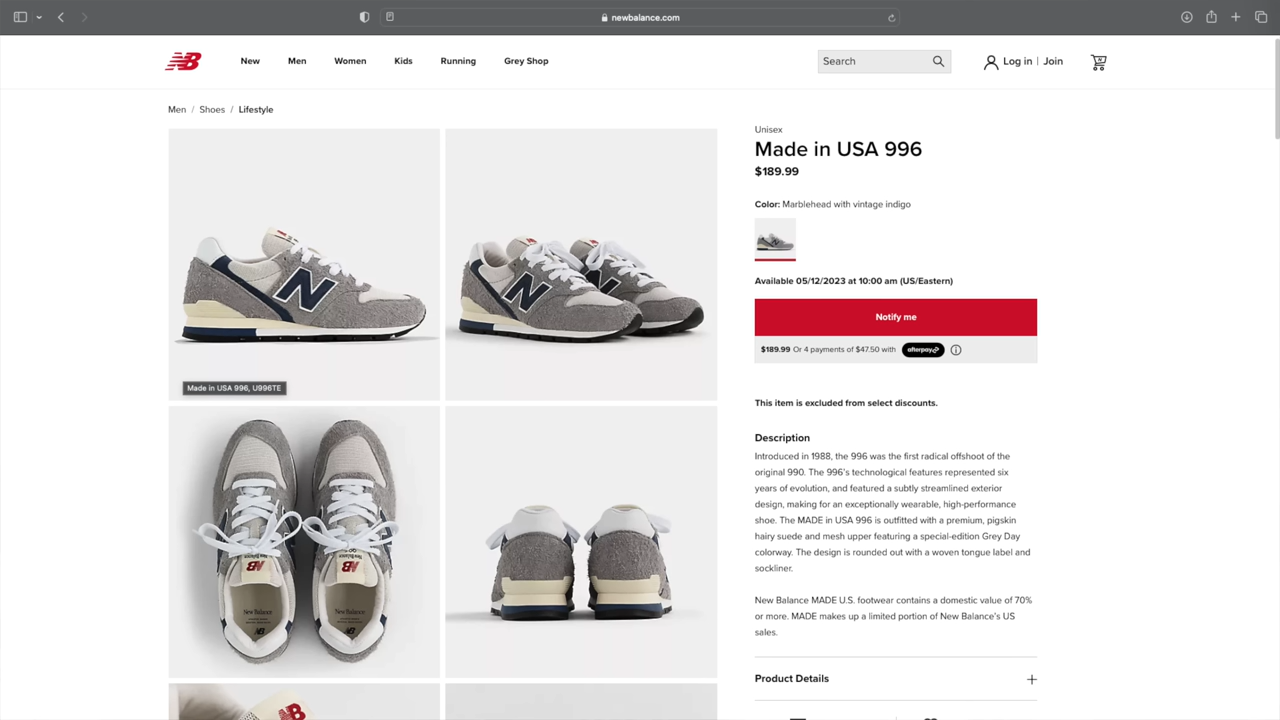 newbalance.com
New
Men
Women
Kids
Running
Grey Shop
Search
Log in | Join
Men / Shoes / Lifestyle
Unisex
Made in USA 996
$189.99
Color: Marblehead with vintage indigo
Available 05/12/2023 at 10:00 am (US/Eastern)
Notify me
$189.99 Or 4 payments of $47.50 with afterpay
This item is excluded from select discounts.
Description
Introduced in 1988, the 996 was the first radical offshoot of the
original 990. The 996's technological features represented six
years of evolution, and featured a subtly streamlined exterior
design, making for an exceptionally wearable, high-performance
shoe. The MADE in USA 996 is outfitted with a premium, pigskin
hairy suede and mesh upper featuring a special-edition Grey Day
colorway. The design is rounded out with a woven tongue label and
sockliner.
New Balance MADE U.S. footwear contains a domestic value of 70%
or more. MADE makes up a limited portion of New Balance's US
sales.
Product Details
Made in USA 996, U996TE
N
N
N
NB
NB
New Balance
New Balance
NB
NB